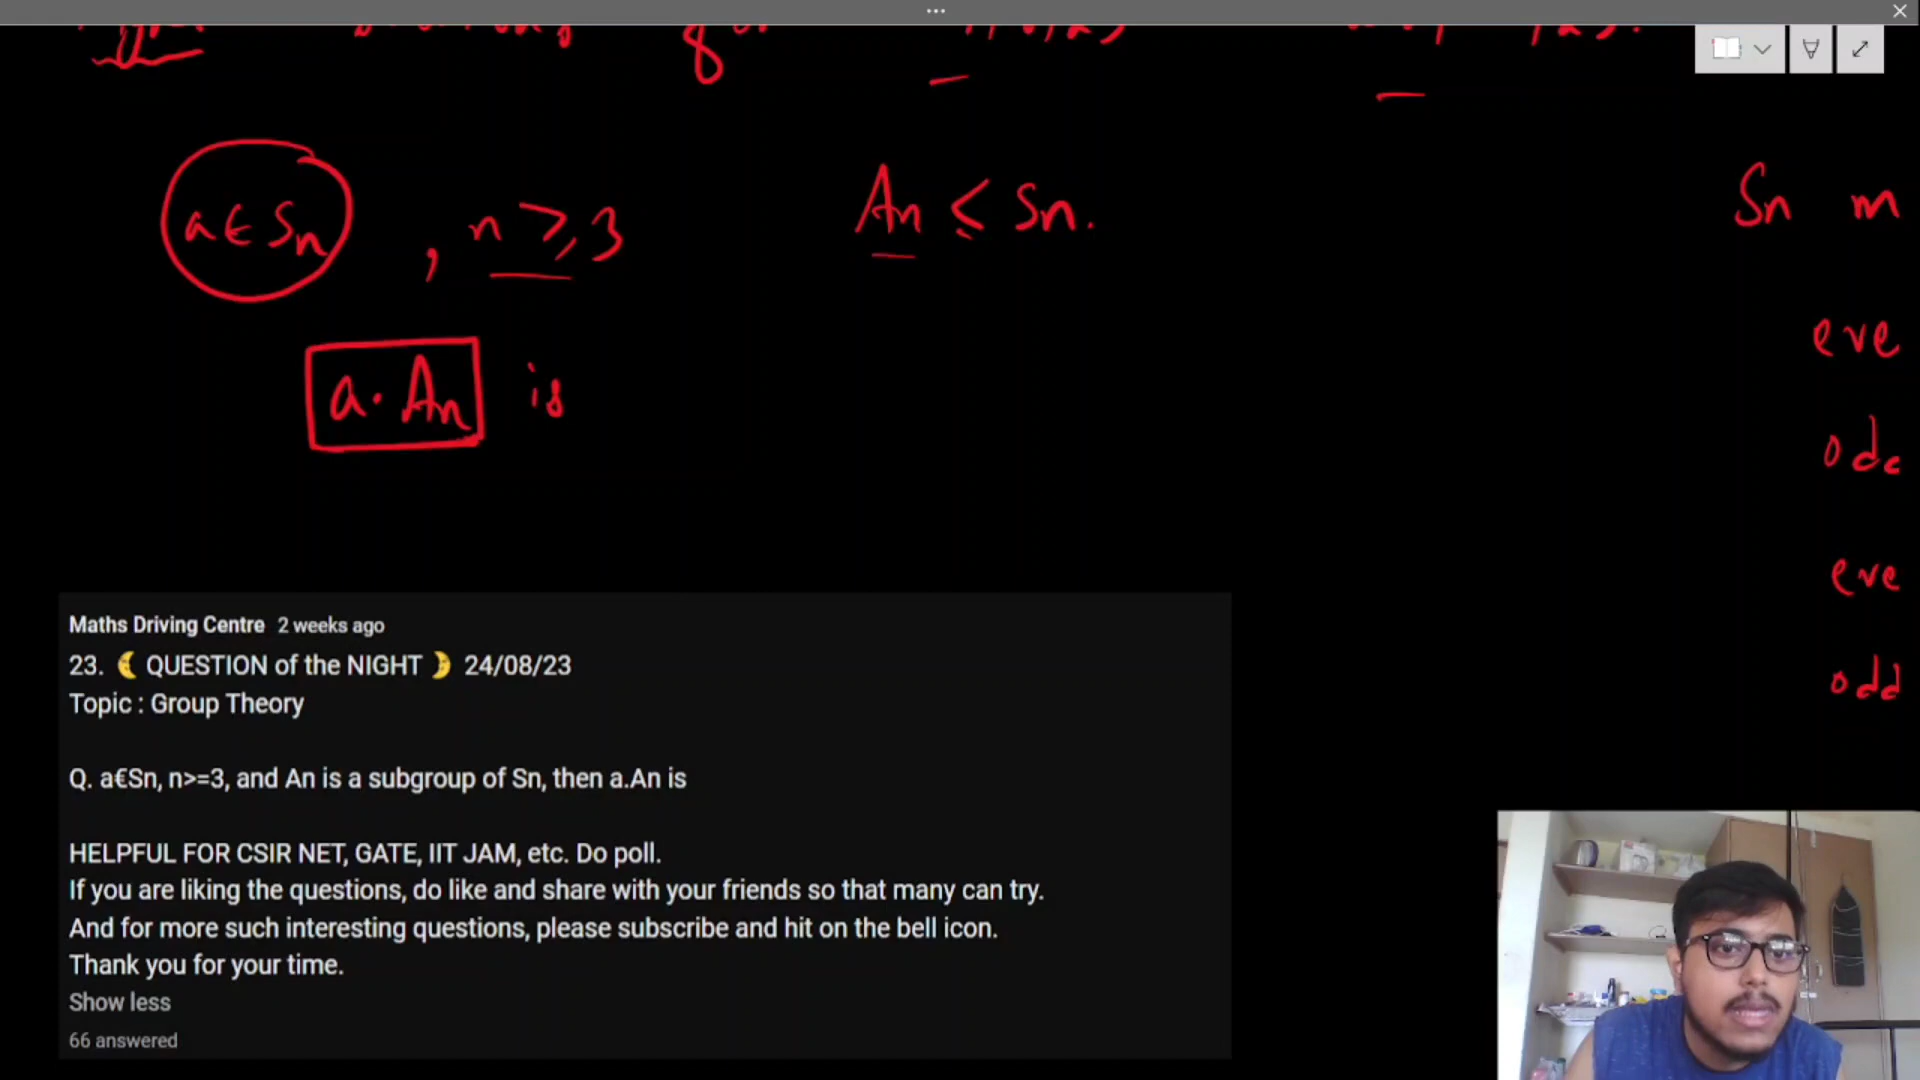 a ∈ Sn , n ≥ 3
An ≤ Sn.
Sn m
eve
a . An is
odd
eve
odd
Maths Driving Centre 2 weeks ago
23. 🌜 QUESTION of the NIGHT 🌛 24/08/23
Topic : Group Theory
Q. a€Sn, n>=3, and An is a subgroup of Sn, then a.An is
HELPFUL FOR CSIR NET, GATE, IIT JAM, etc. Do poll.
If you are liking the questions, do like and share with your friends so that many can try.
And for more such interesting questions, please subscribe and hit on the bell icon.
Thank you for your time.
Show less
66 answered